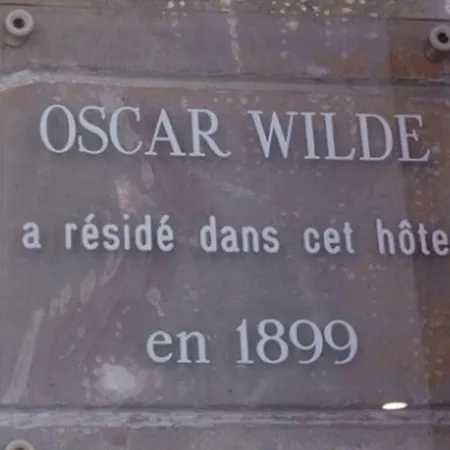 OSCAR WILDE
a résidé dans cet hôte
en 1899